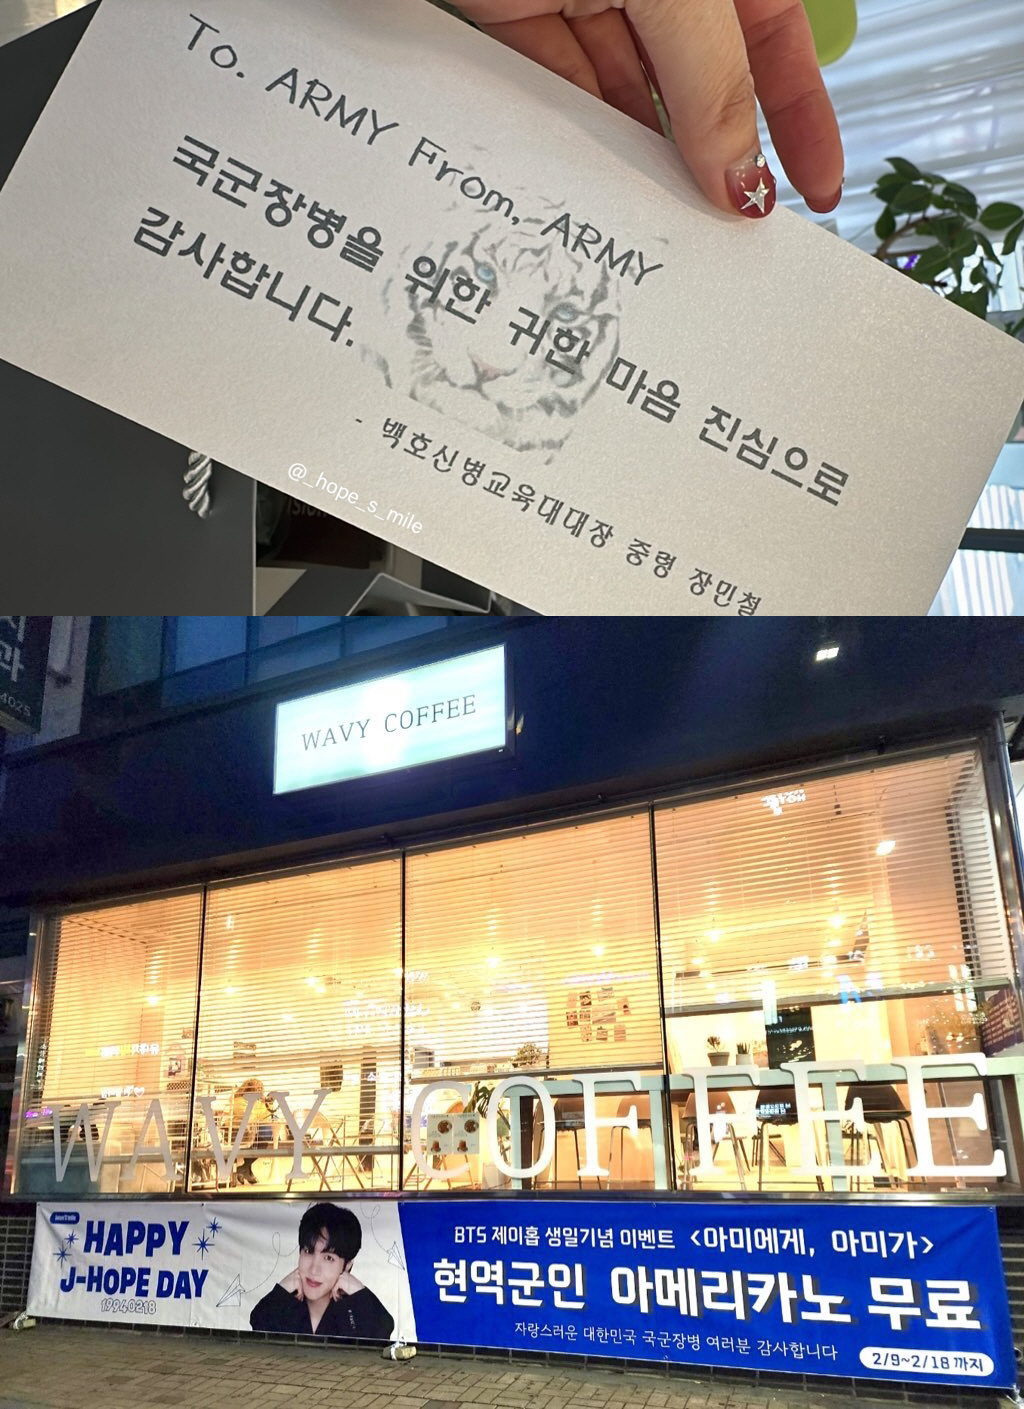 To. ARMY From, ARMY
국군장병을 위한 귀한 마음 진심으로
감사합니다.
- 백호신병교육대대장 중령 장민철
@_hope_s_mile
과
4025
WAVY COFFEE
WAVY COFFEE
HAPPY
J-HOPE DAY
19940218
BTS 제이홉 생일기념 이벤트 <아미에게, 아미가>
현역군인 아메리카노 무료
자랑스러운 대한민국 국군장병 여러분 감사합니다
2/9~2/18 까지